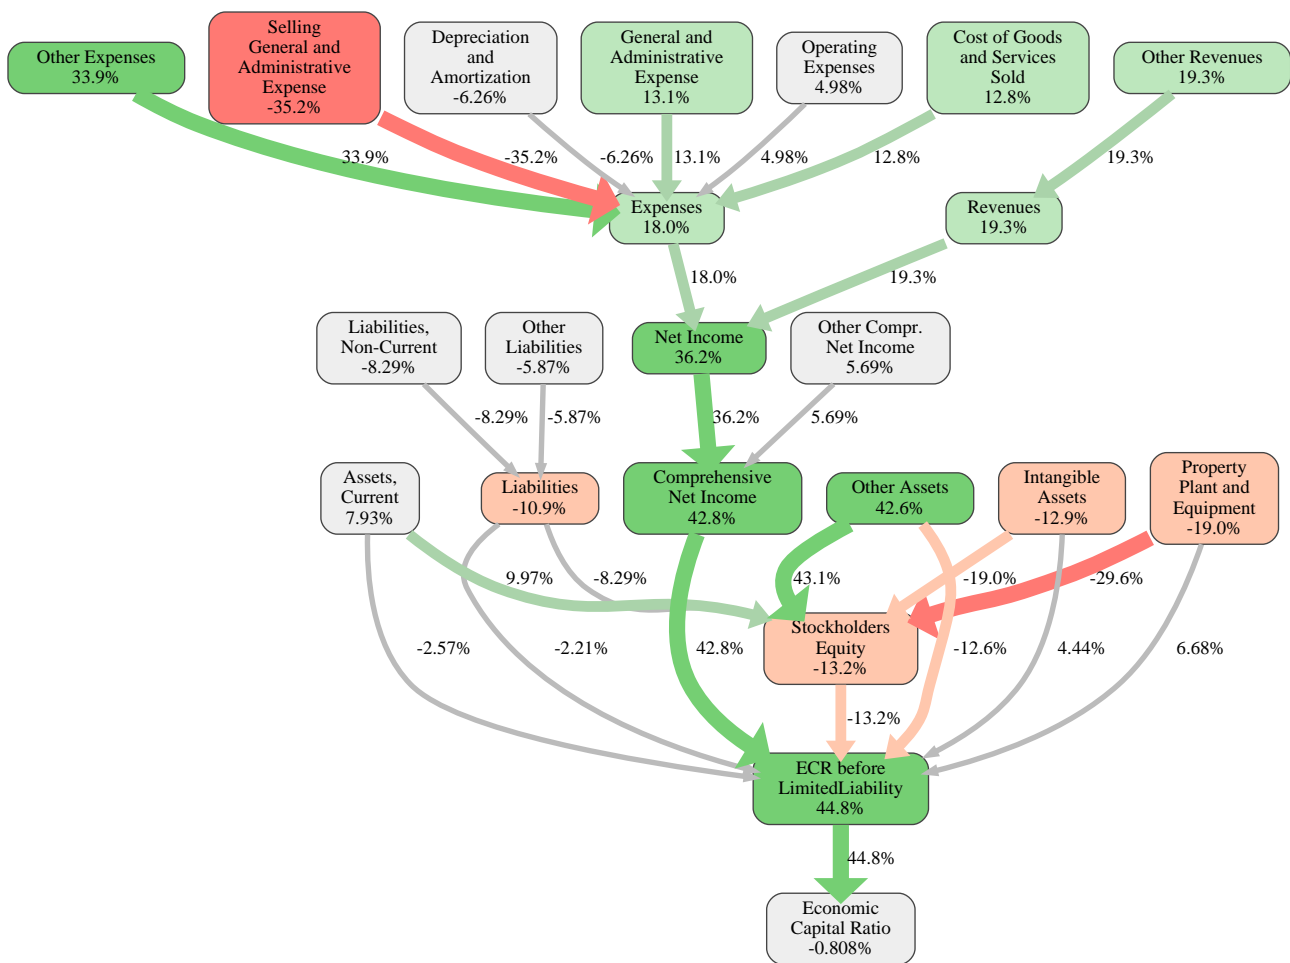 Other Expenses
33.9%
Selling
General and
Administrative
Expense
-35.2%
Depreciation
and
Amortization
-6.26%
General and
Administrative
Expense
13.1%
Operating
Expenses
4.98%
Cost of Goods
and Services
Sold
12.8%
Other Revenues
19.3%
33.9%
-35.2%
-6.26%
13.1%
4.98%
12.8%
19.3%
Expenses
18.0%
Revenues
19.3%
18.0%
19.3%
Liabilities,
Non-Current
-8.29%
Other
Liabilities
-5.87%
Net Income
36.2%
Other Compr.
Net Income
5.69%
-8.29%
-5.87%
36.2%
5.69%
Assets,
Current
7.93%
Liabilities
-10.9%
Comprehensive
Net Income
42.8%
Other Assets
42.6%
Intangible
Assets
-12.9%
Property
Plant and
Equipment
-19.0%
9.97%
-8.29%
43.1%
-19.0%
-29.6%
Stockholders
Equity
-13.2%
-2.57%
-2.21%
42.8%
-12.6%
4.44%
6.68%
-13.2%
ECR before
LimitedLiability
44.8%
44.8%
Economic
Capital Ratio
-0.808%